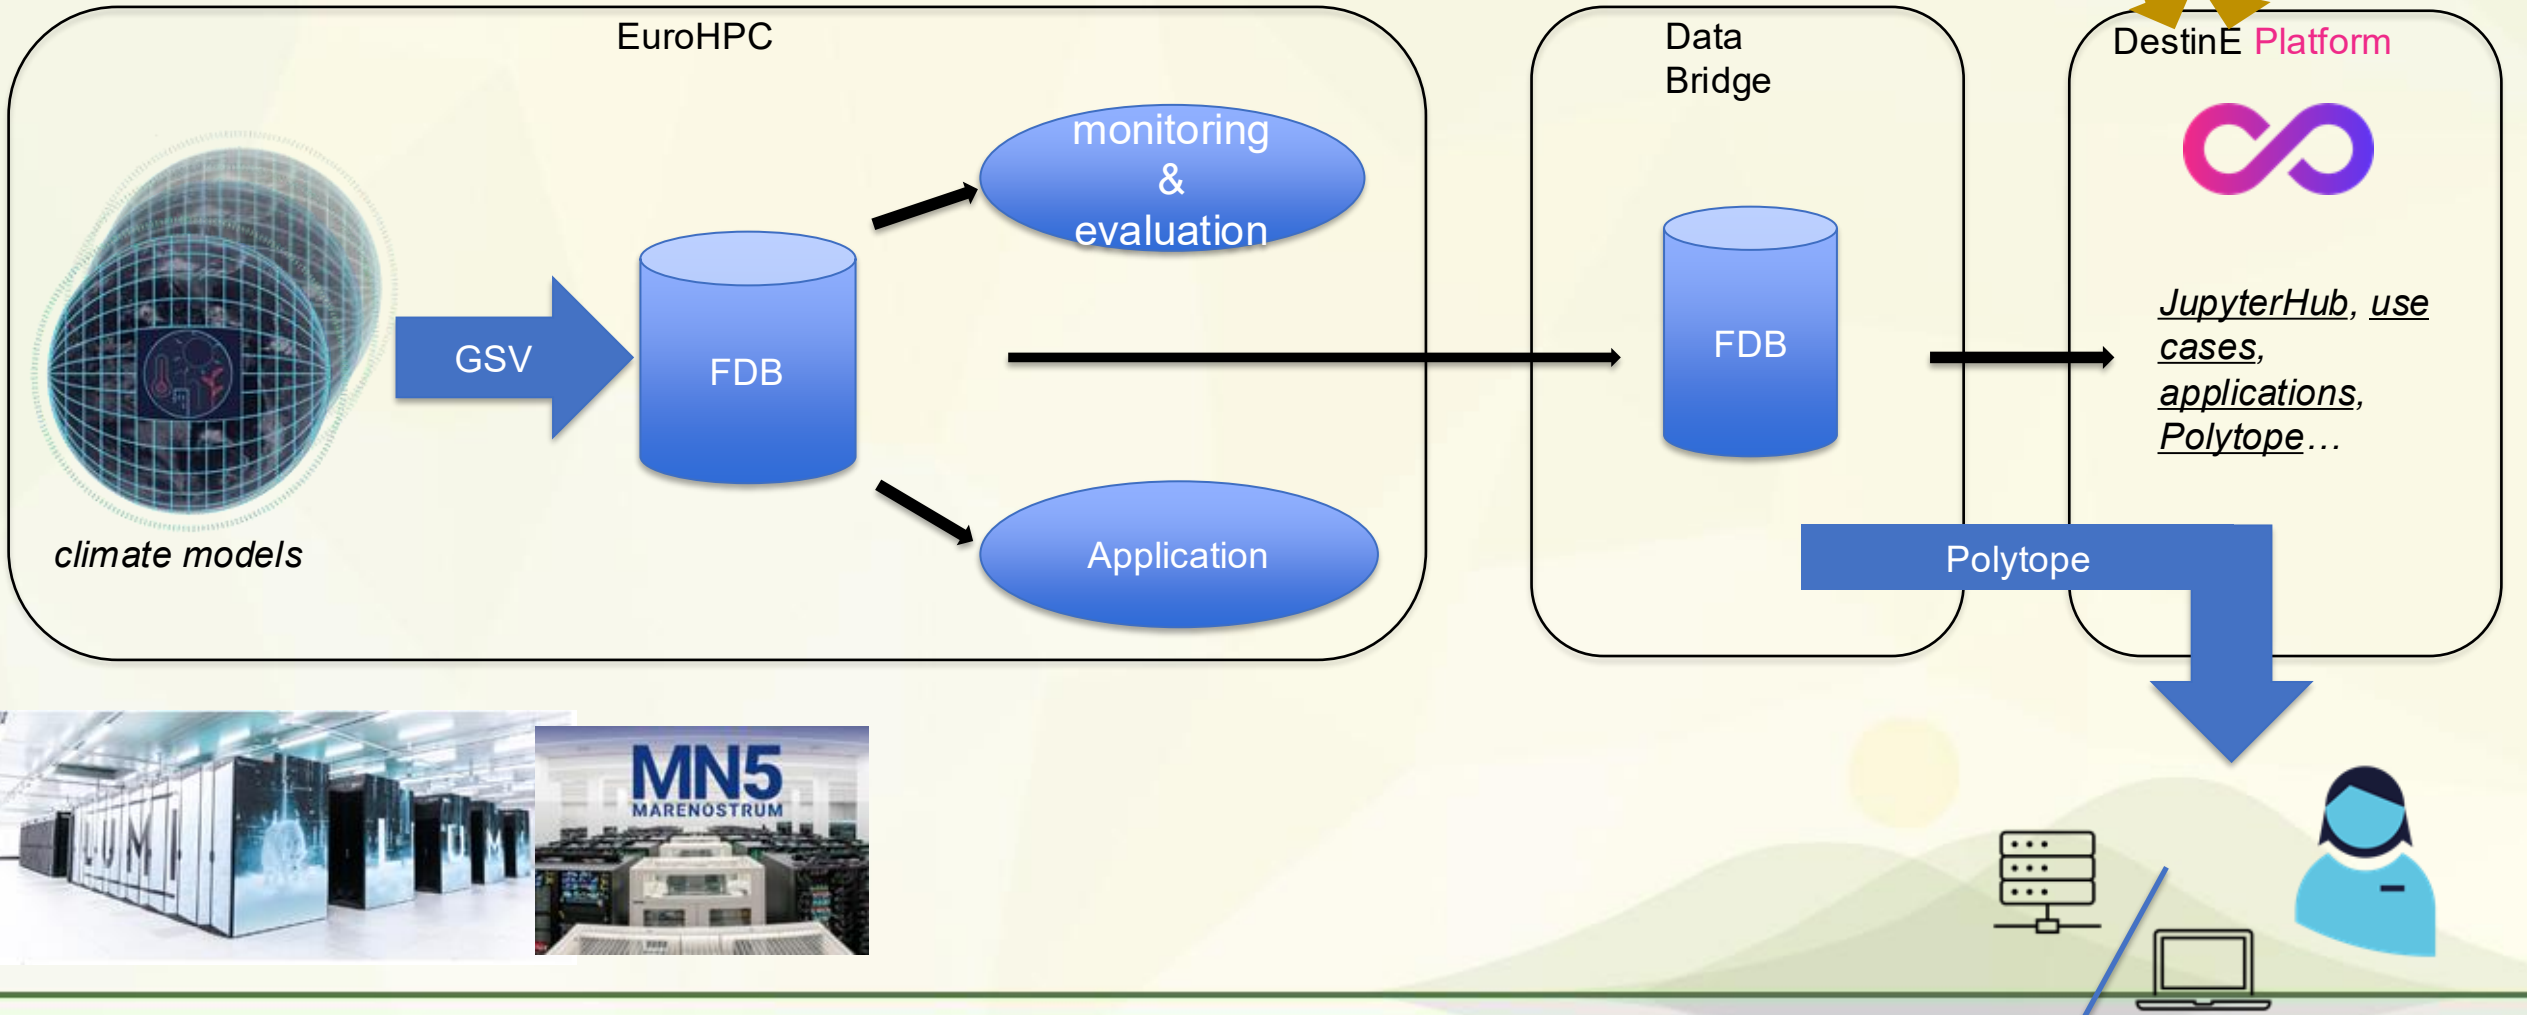 EuroHPC
climate models
GSV
FDB
monitoring
&
evaluation
Application
Data
Bridge
FDB
DestinE Platform
JupyterHub, use
cases,
applications,
Polytope...
Polytope
LUMI
L U M
MN5
MARENOSTRUM